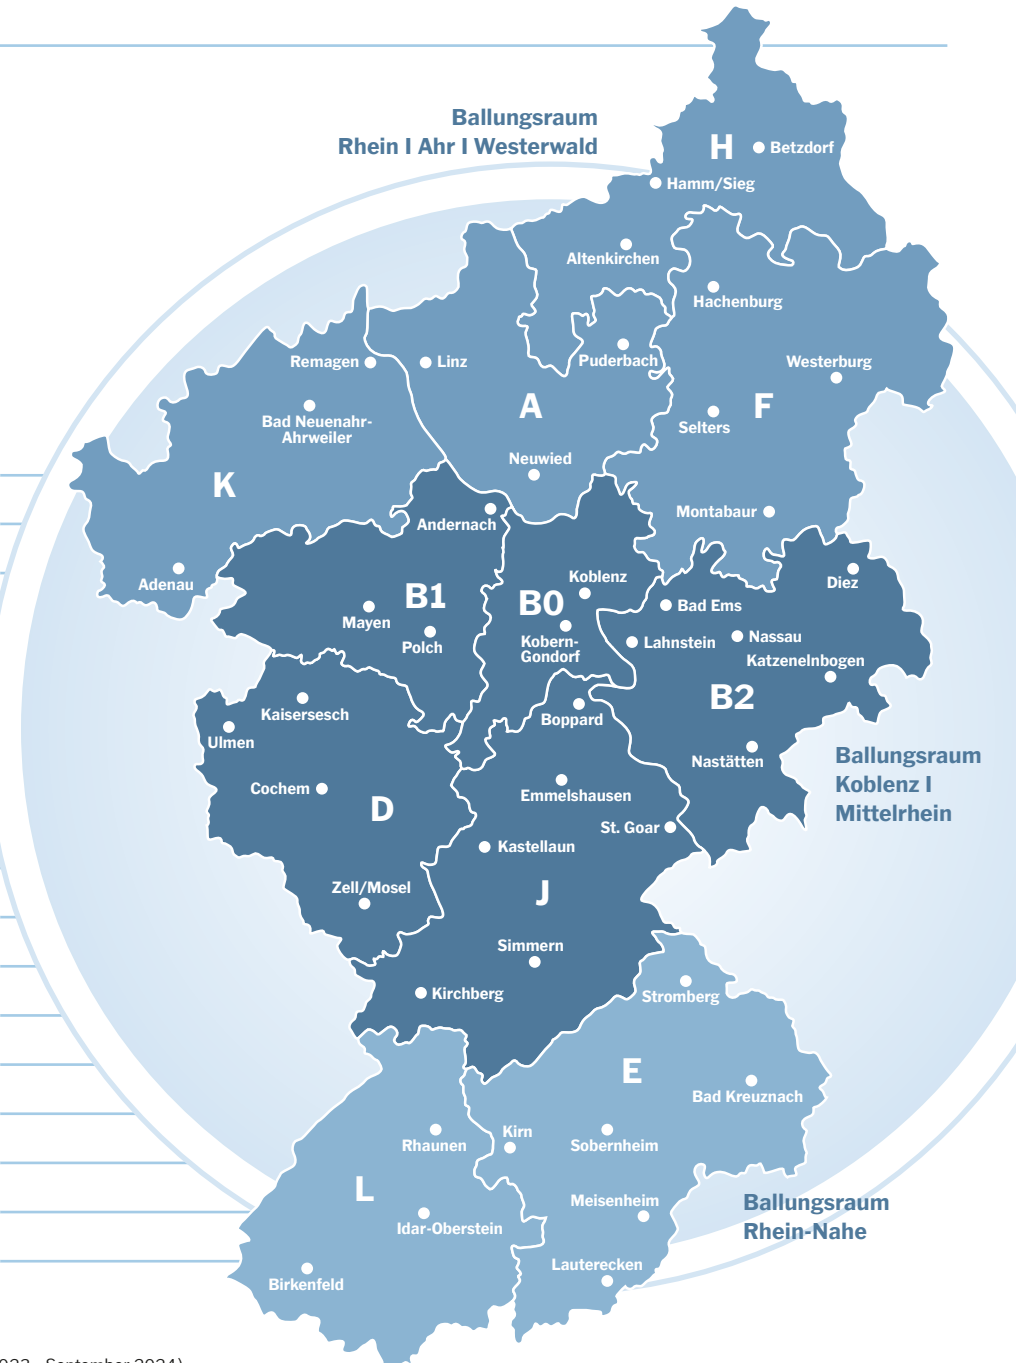 Ballungsraum
Rhein I Ahr I Westerwald
H
Betzdorf
Hamm/Sieg
Altenkirchen
Hachenburg
Puderbach
Westerburg
Remagen
Linz
A
F
Selters
Bad Neuenahr-
Ahrweiler
Neuwied
K
Montabaur
Andernach
Adenau
Diez
Koblenz
B1
B0
Bad Ems
Mayen
Polch
Kobern-
Gondorf
Lahnstein
Nassau
Katzenelnbogen
B2
Kaisersesch
Boppard
Ulmen
Nastätten
Ballungsraum
Koblenz I
Mittelrhein
Cochem
D
Emmelshausen
St. Goar
Kastellaun
Zell/Mosel
J
Simmern
Kirchberg
Stromberg
E
Bad Kreuznach
Rhaunen
Kirn
Sobernheim
L
Meisenheim
Ballungsraum
Rhein-Nahe
Idar-Oberstein
Lauterecken
Birkenfeld
September 2024)